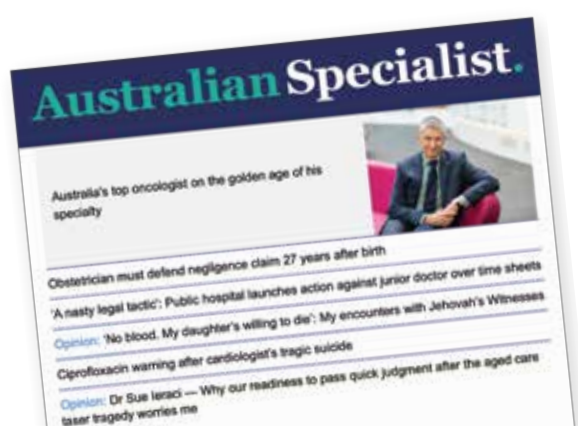 Australian Specialist.
Australia's top oncologist on the golden age of his
specialty
Obstetrician must defend negligence claim 27 years after birth
'A nasty legal tactic': Public hospital launches action against junior doctor over time sheets
Opinion: 'No blood. My daughter's willing to die': My encounters with Jehovah's Witnesses
Ciprofloxacin warning after cardiologist's tragic suicide
Opinion: Dr Sue Ieraci — Why our readiness to pass quick judgment after the aged care
taser tragedy worries me